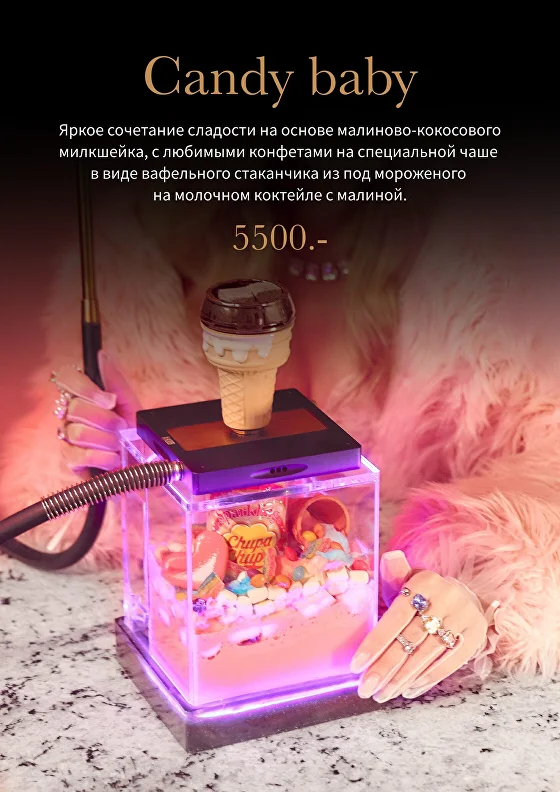 Candy baby
Яркое сочетание сладости на основе малиново-кокосового
милкшейка, с любимыми конфетами на специальной чаше
в виде вафельного стаканчика из под мороженого
на молочном коктейле с малиной.
5500.-
Chupa
Chups